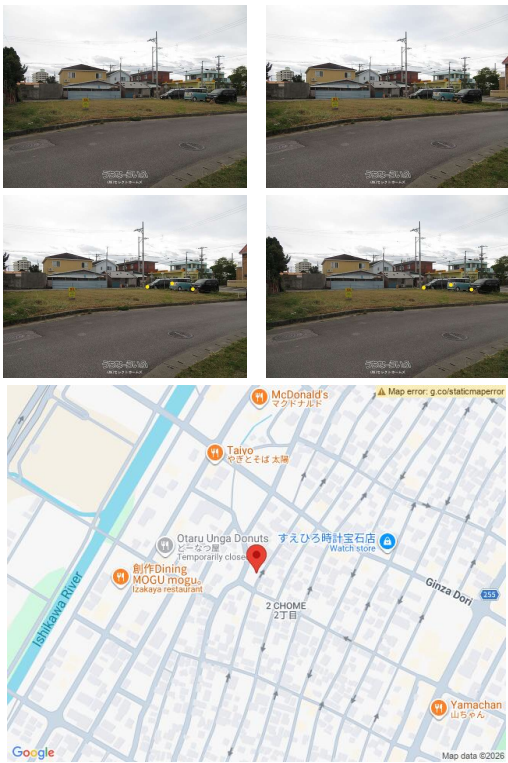 Map error: g.co/staticmaperror
McDonald's
マクドナルド
Taiyo
やぎとそば 太陽
Otaru Unga Donuts
どーなつ屋
Temporarily close
すえひろ時計宝石店
Watch store
創作Dining
MOGU mogu。
Izakaya restaurant
Ishikawa River
2 CHOME
2丁目
Ginza Dori
255
Yamachan
山ちゃん
Google
Map data ©2026